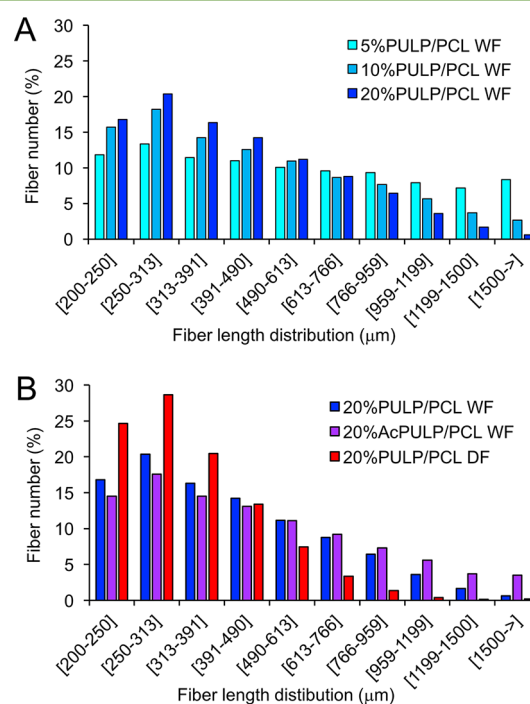 A
30
25
20
15
10
5
0
Fiber number (%)
5%PULP/PCL WF
10%PULP/PCL WF
20%PULP/PCL WF
[200-250]
[250-313]
[313-391]
[391-490]
[490-613]
[613-766]
[766-959]
[959-1199]
[1199-1500]
[1500->]
Fiber length distribution (μm)
B
30
25
20
15
10
5
0
Fiber number (%)
20%PULP/PCL WF
20%AcPULP/PCL WF
20%PULP/PCL DF
[200-250]
[250-313]
[313-391]
[391-490]
[490-613]
[613-766]
[766-959]
[959-1199]
[1199-1500]
[1500->]
Fiber length distibution (μm)